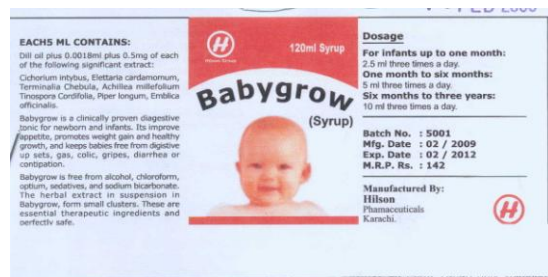 EACH5 ML CONTAINS:
Dill oil plus 0.0018ml plus 0.5mg of each
of the following significant extract:
Cichorium intybus, Elettaria cardamomum,
Terminalia Chebula, Achillea millefolium
Tinospora Cordifolia, Piper longum, Emblica
officinalis.
Babygrow is a clinically proven diagestive
tonic for newborn and infants. Its improve
appetite, promotes weight gain and healthy
growth, and keeps babies free from digistive
up sets, gas, colic, gripes, diarrhea or
contipation.
Babygrow is free from alcohol, chloroform,
optium, sedatives, and sodium bicarbonate.
The herbal extract in suspension in
Babygrow, form small clusters. These are
essential therapeutic ingredients and
perfectly safe.
H
120ml Syrup
Babygrow
(Syrup)
Dosage
For infants up to one month:
2.5 ml three times a day.
One month to six months:
5 ml three times a day.
Six months to three years:
10 ml three times a day.
Batch No. : 5001
Mfg. Date : 02 / 2009
Exp. Date : 02 / 2012
M.R.P. Rs. : 142
Manufactured By:
Hilson
Phamaceuticals
Karachi.
H